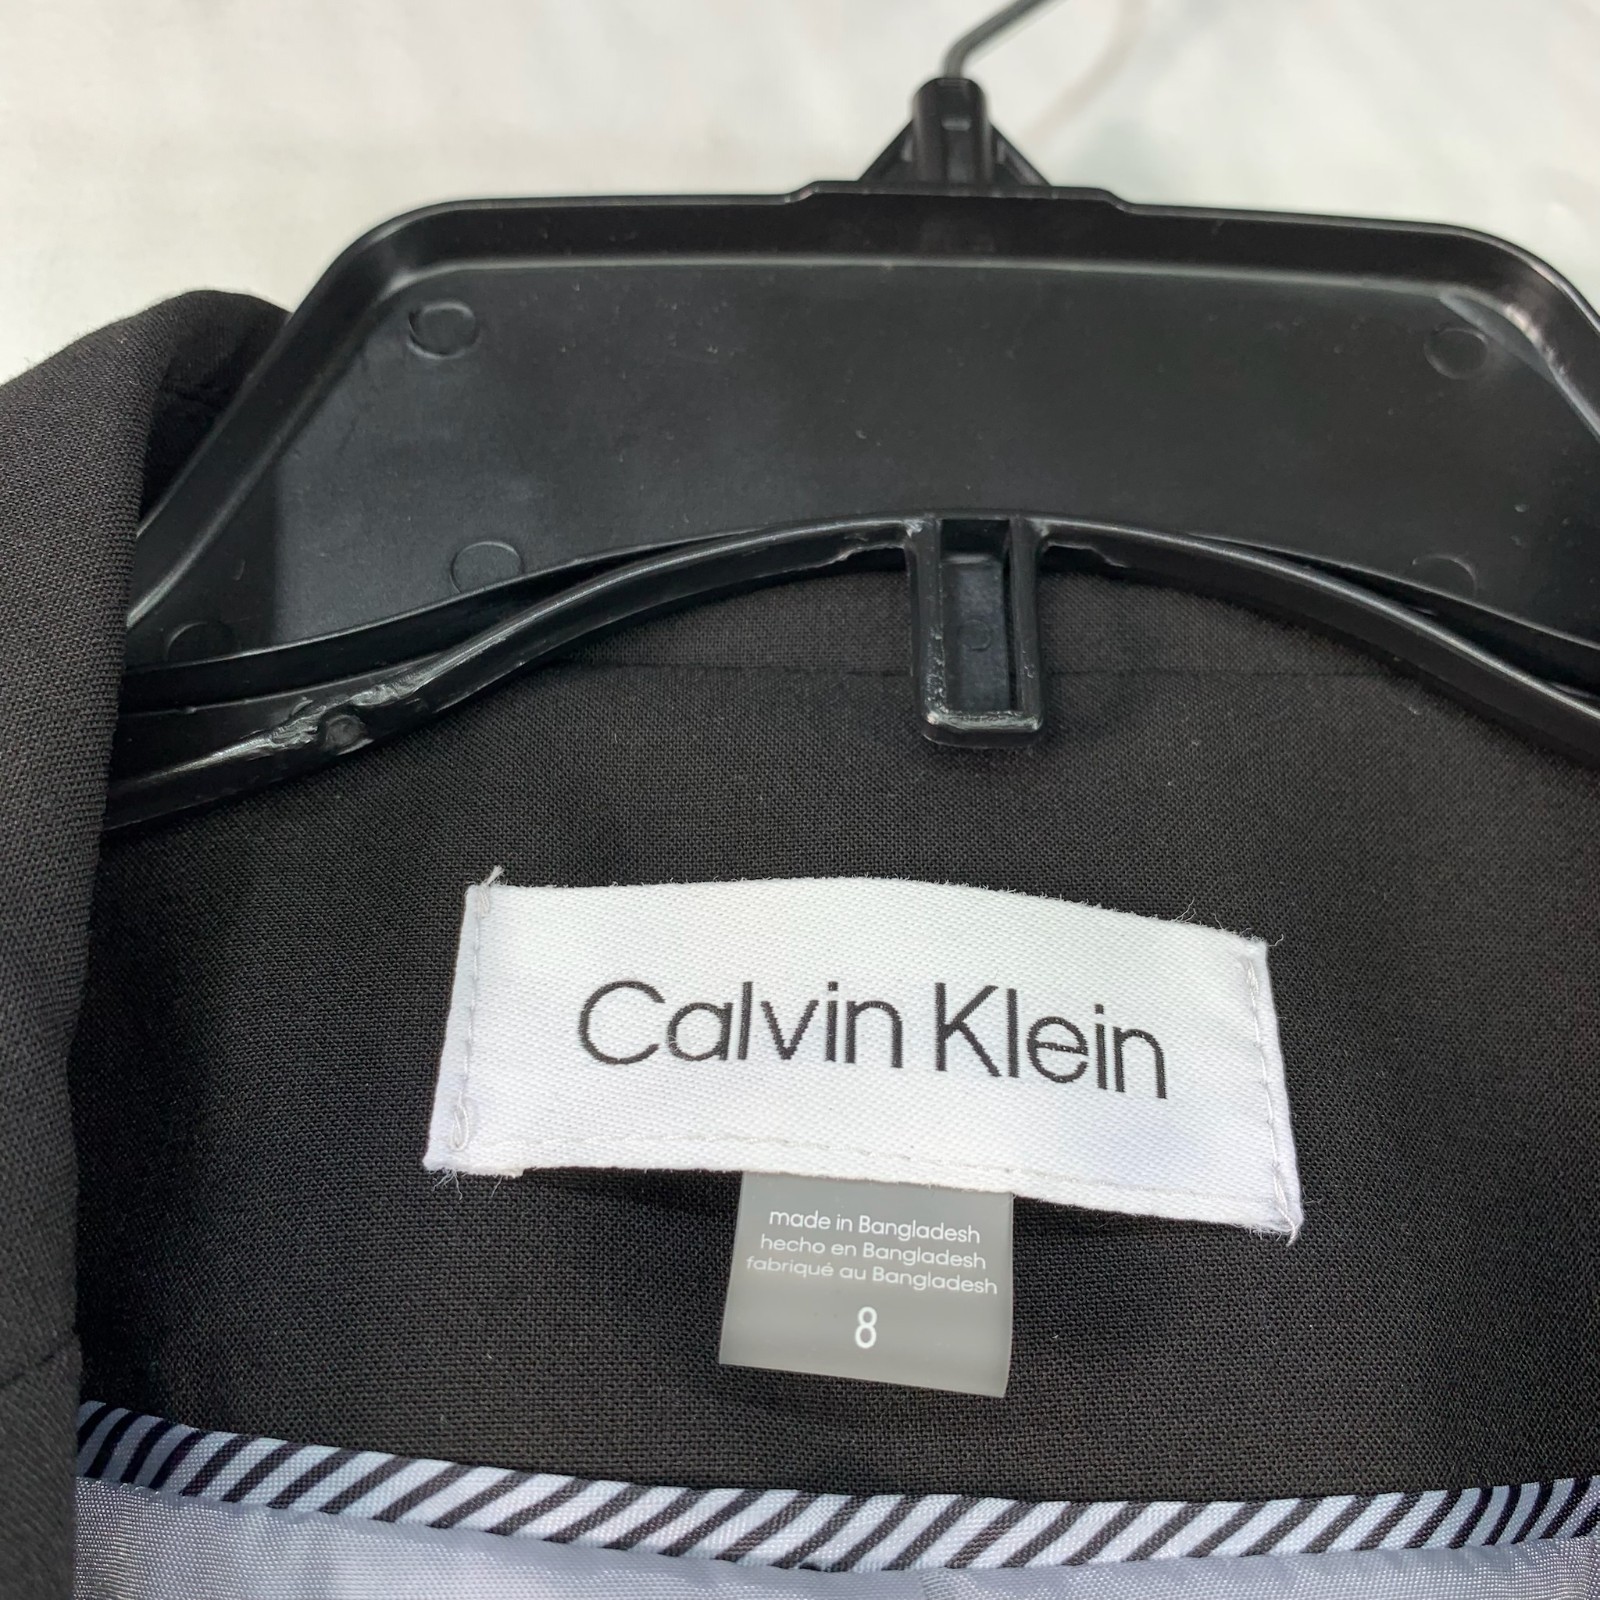 Calvin Klein
made in Bangladesh
hecho en Bangladesh
fabriqué au Bangladesh
8